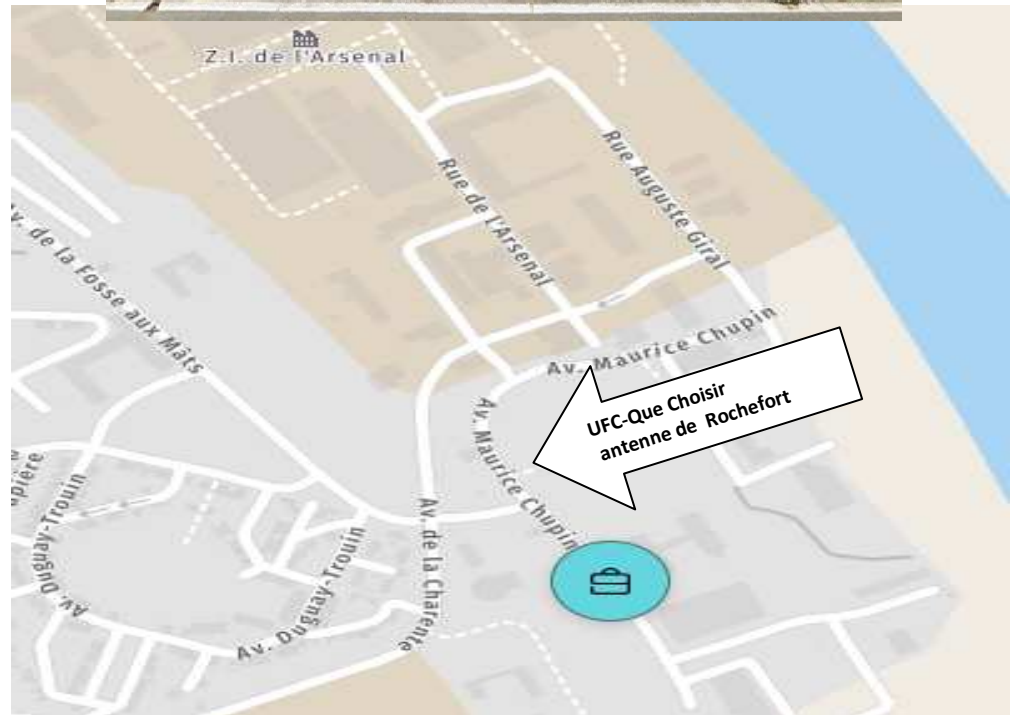 Z.I. de l'Arsenal
Rue Auguste Giral
Rue de l'Arsenal
Av. de la Fosse aux Mâts
Av. Maurice Chupin
UFC-Que Choisir
antenne de Rochefort
Av. Maurice Chupin
Av. Duguay-Trouin
Av. Duguay-Trouin
Av. de la Charente